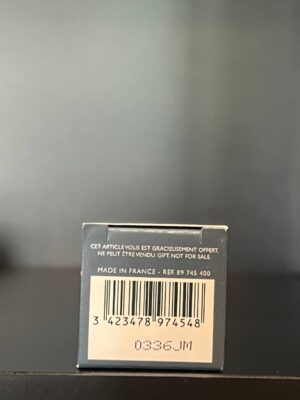 CET ARTICLE VOUS EST GRACIEUSEMENT OFFERT.
NE PEUT ÊTRE VENDU. GIFT, NOT FOR SALE.
MADE IN FRANCE - RÉF. 89 745 400
3 423478 974548
0336JM